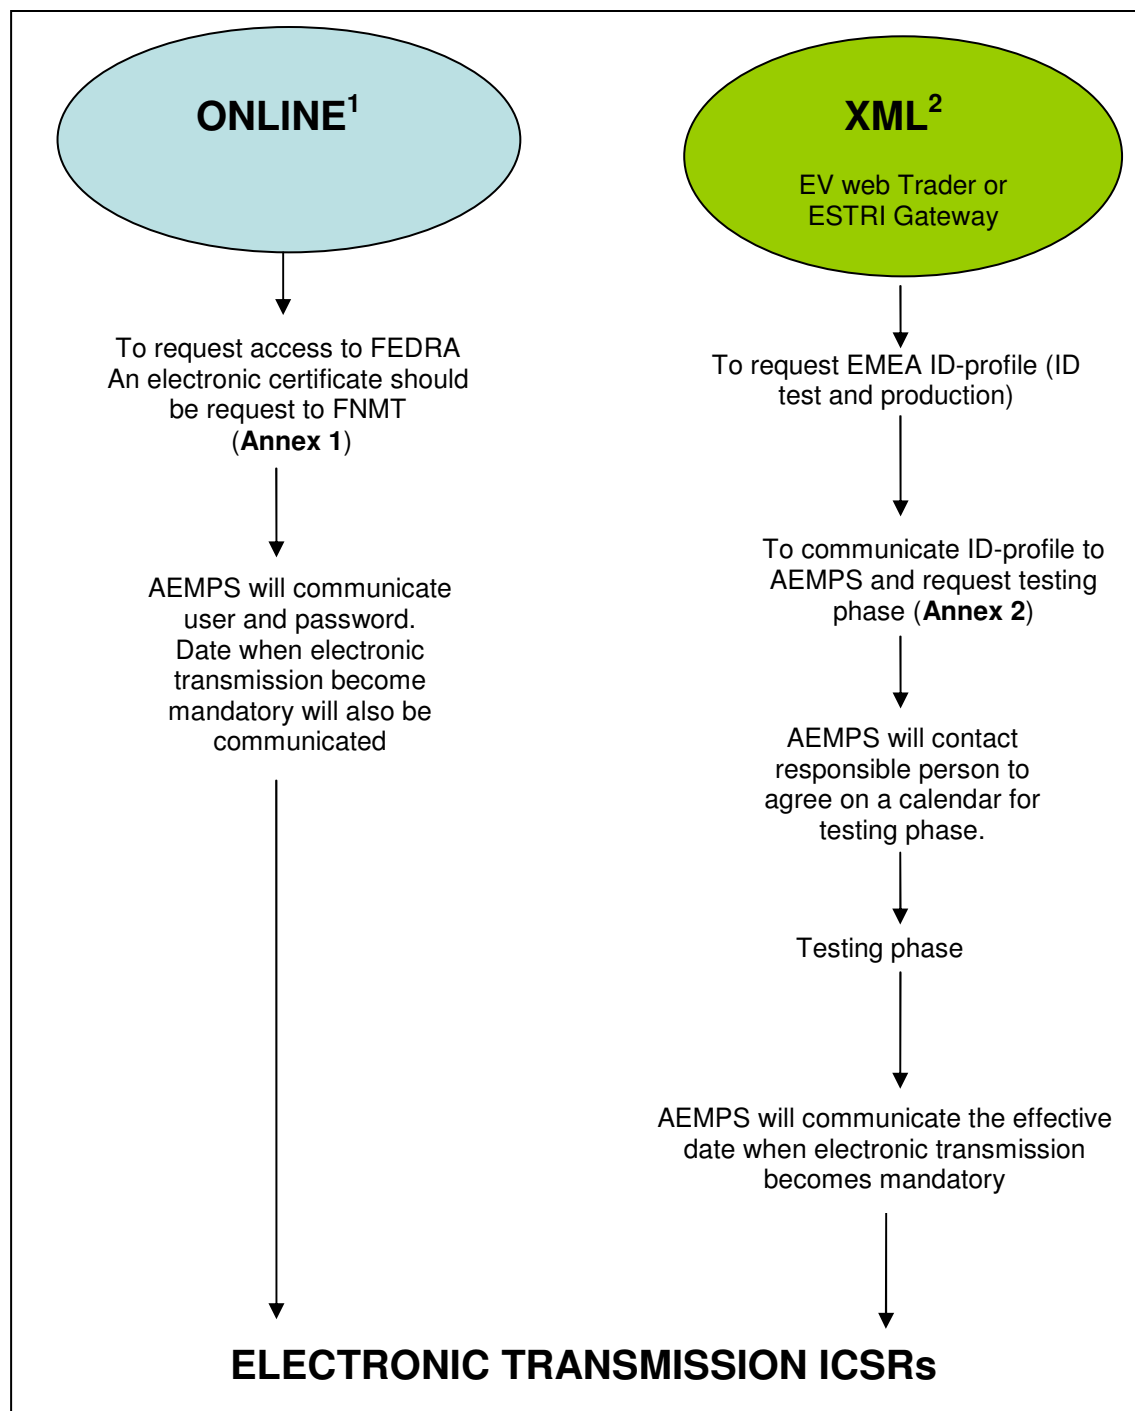 ONLINE1
To request access to FEDRA
An electronic certificate should
be request to FNMT
(Annex 1)
AEMPS will communicate
user and password.
Date when electronic
transmission become
mandatory will also be
communicated
XML2
EV web Trader or
ESTRI Gateway
To request EMEA ID-profile (ID
test and production)
To communicate ID-profile to
AEMPS and request testing
phase (Annex 2)
AEMPS will contact
responsible person to
agree on a calendar for
testing phase.
Testing phase
AEMPS will communicate the effective
date when electronic transmission
becomes mandatory
ELECTRONIC TRANSMISSION ICSRs